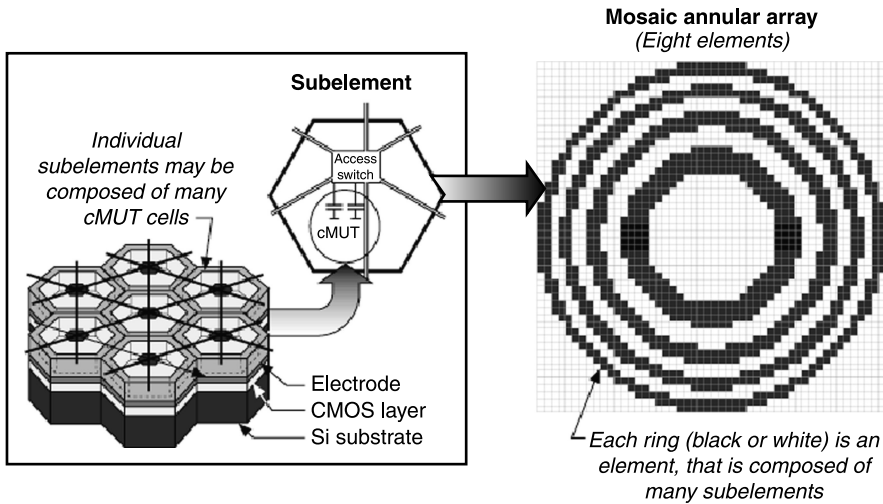 Mosaic annular array
(Eight elements)
Subelement
Individual
subelements may be
composed of many
cMUT cells
Access
switch
cMUT
Electrode
CMOS layer
Si substrate
Each ring (black or white) is an
element, that is composed of
many subelements